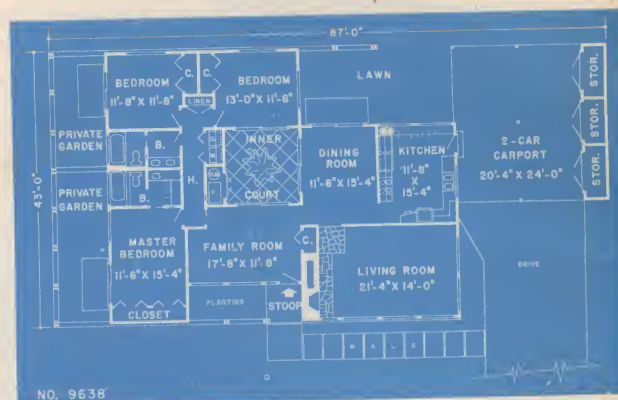 87'-0"
BEDROOM
11'-8" X 11'-8"
C.
C.
LINEN
BEDROOM
13'-0" X 11'-8"
LAWN
STOR.
STOR.
STOR.
2-CAR
CARPORT
20'-4" X 24'-0"
43'-0"
PRIVATE
GARDEN
B.
H.
INNER
COURT
DINING
ROOM
11'-8" X 15'-4"
KITCHEN
11'-8"
X
15'-4"
PRIVATE
GARDEN
B.
MASTER
BEDROOM
11'-8" X 15'-4"
CLOSET
FAMILY ROOM
17'-8" X 11'-8"
C.
PLANTING
STOOP
LIVING ROOM
21'-4" X 14'-0"
DRIVE
W A L K
NO. 9638